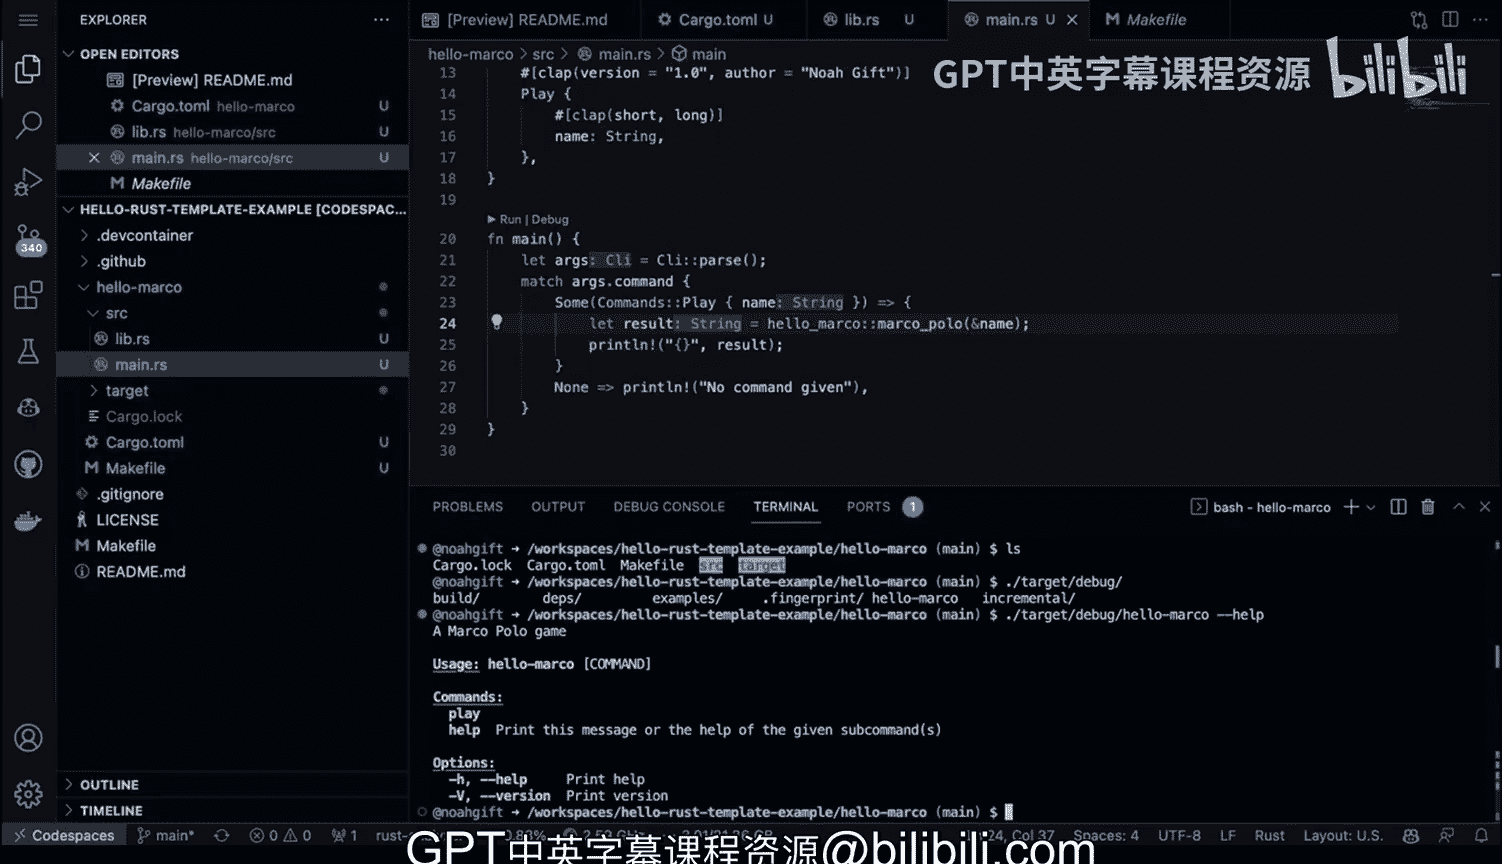 EXPLORER
OPEN EDITORS
[Preview] README.md
Cargo.toml hello-marco U
lib.rs hello-marco/src U
main.rs hello-marco/src U
Makefile
HELLO-RUST-TEMPLATE-EXAMPLE [CODESPAC...
.devcontainer
.github
hello-marco
src
lib.rs U
main.rs U
target
Cargo.lock
Cargo.toml U
Makefile U
.gitignore
LICENSE
Makefile
README.md
OUTLINE
TIMELINE
340
[Preview] README.md Cargo.toml U lib.rs U main.rs U Makefile
hello-marco > src > main.rs > main
GPT中英字幕课程资源 bilibili
13 #[clap(version = "1.0", author = "Noah Gift")]
14 Play {
15 #[clap(short, long)]
16 name: String,
17 },
18 }
19
Run | Debug
20 fn main() {
21 let args: Cli = Cli::parse();
22 match args.command {
23 Some(Commands::Play { name: String }) => {
24 let result: String = hello_marco::marco_polo(&name);
25 println!("{}", result);
26 }
27 None => println!("No command given"),
28 }
29 }
30
PROBLEMS OUTPUT DEBUG CONSOLE TERMINAL PORTS 1 bash - hello-marco
@noahgift → /workspaces/hello-rust-template-example/hello-marco (main) $ ls
Cargo.lock Cargo.toml Makefile src target
@noahgift → /workspaces/hello-rust-template-example/hello-marco (main) $ ./target/debug/
build/ deps/ examples/ .fingerprint/ hello-marco incremental/
@noahgift → /workspaces/hello-rust-template-example/hello-marco (main) $ ./target/debug/hello-marco --help
A Marco Polo game
Usage: hello-marco [COMMAND]
Commands:
play
help Print this message or the help of the given subcommand(s)
Options:
-h, --help Print help
-V, --version Print version
@noahgift → /workspaces/hello-rust-template-example/hello-marco (main) $
Codespaces main* 0 0 1 24, Col 37 Spaces: 4 UTF-8 LF Rust Layout: U.S.
GPT中英字幕课程资源@bilibili.com